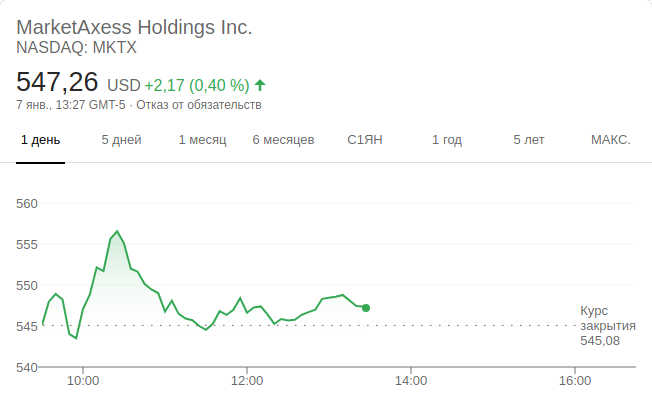 MarketAxess Holdings Inc.
NASDAQ: MKTX
547,26 USD +2,17 (0,40 %)
7 янв., 13:27 GMT-5 · Отказ от обязательств
1 день 5 дней 1 месяц 6 месяцев С1ЯН 1 год 5 лет МАКС.
560
555
550
545
540
Курс
закрытия
545,08
10:00 12:00 14:00 16:00